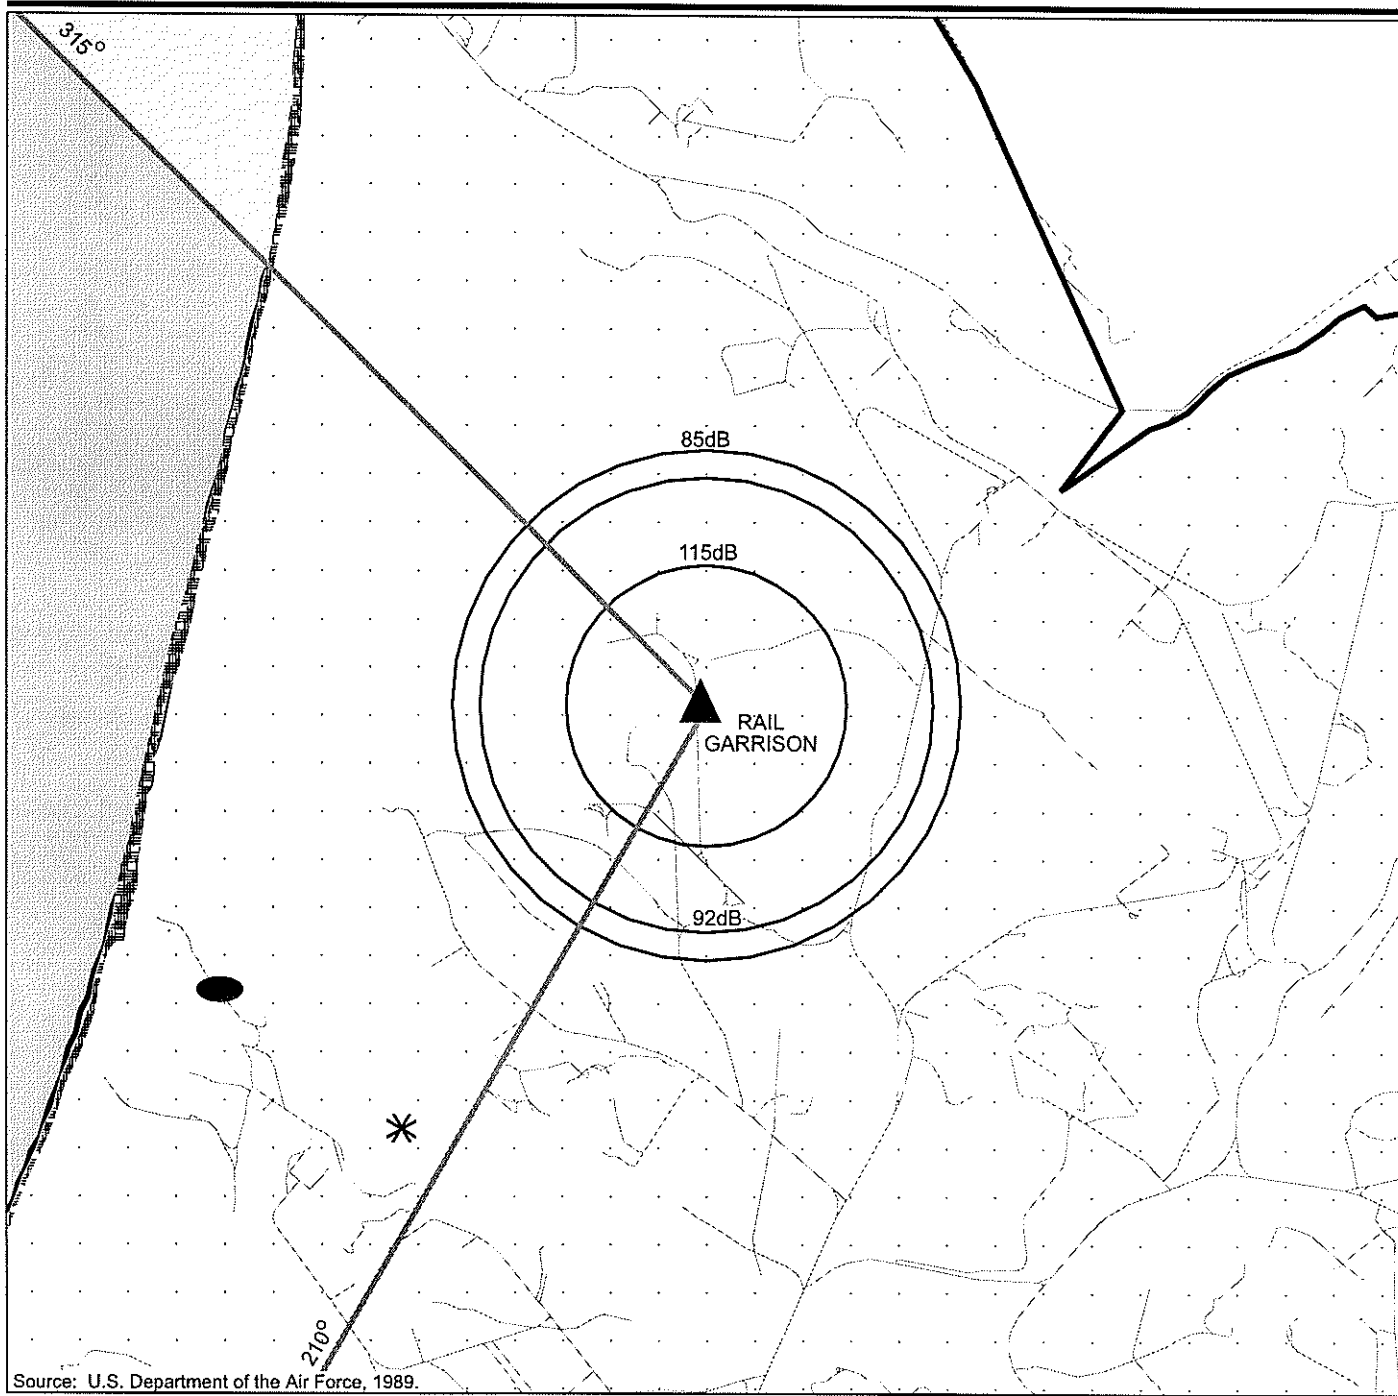 315°
85dB
115dB
RAIL
GARRISON
92dB
210°
Source: U.S. Department of the Air Force, 1989.